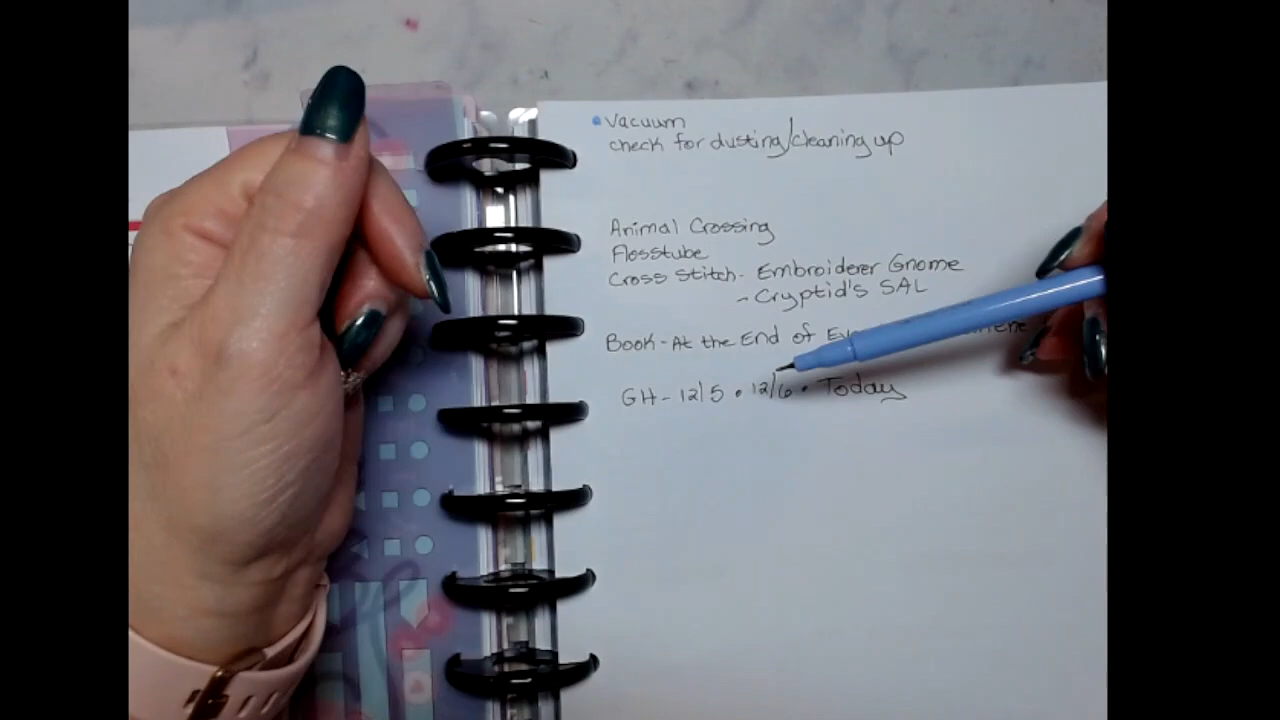 Vacuum
check for dusting/cleaning up
Animal Crossing
Flosstube
Cross Stitch - Embroiderer Gnome
- Cryptid's SAL
Book - At the End of
GH - 12/5 • 12/6 • Today